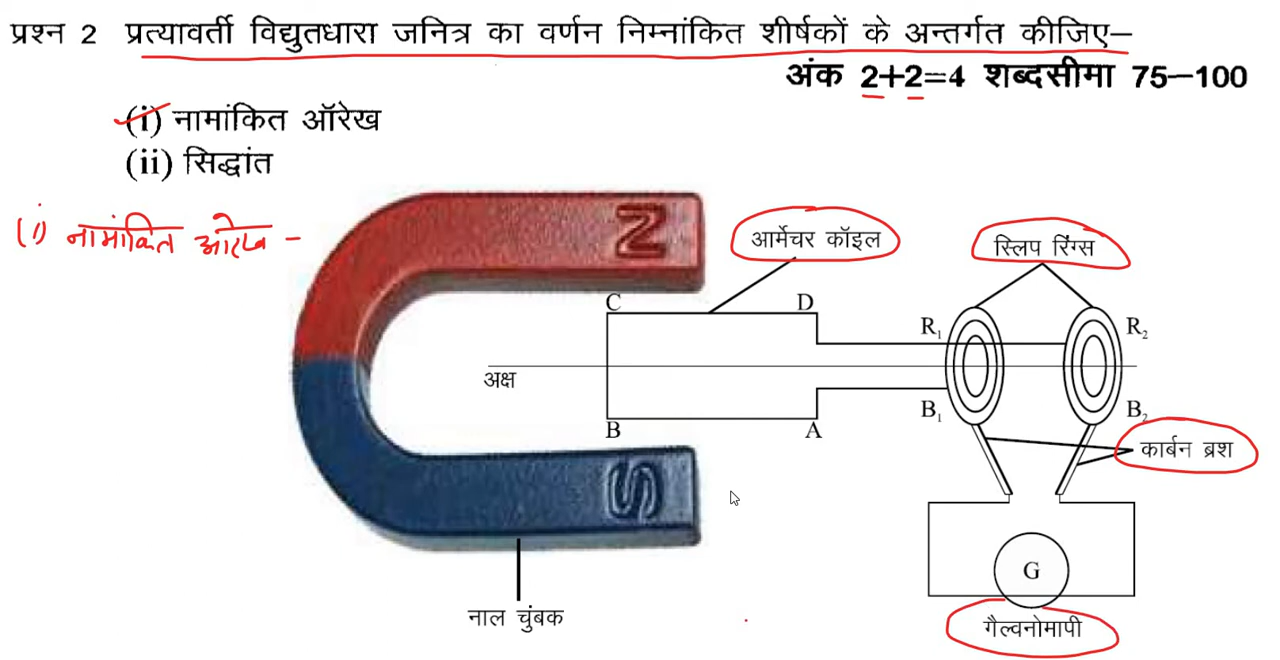 प्रश्न 2 प्रत्यावर्ती विद्युतधारा जनित्र का वर्णन निम्नांकित शीर्षकों के अन्तर्गत कीजिए–
अंक 2+2=4 शब्दसीमा 75–100
(i) नामांकित ऑरेख
(ii) सिद्धांत
(i) नामांकित आरेख –
N
आर्मेचर कॉइल
स्लिप रिंग्स
C D
R₁ R₂
अक्ष
B A
B₁ B₂
कार्बन ब्रश
S
G
नाल चुंबक
गैल्वनोमापी